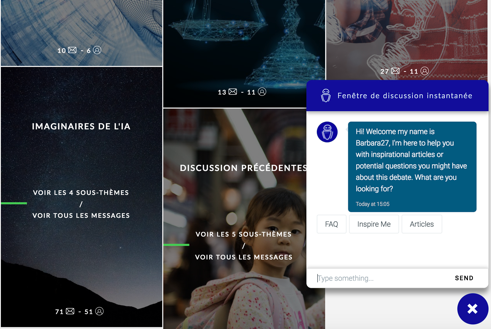 10 - 6
13 - 11
27 - 11
IMAGINAIRES DE L'IA
VOIR LES 4 SOUS-THÈMES
/
VOIR TOUS LES MESSAGES
71 - 51
DISCUSSION PRÉCÉDENTES
VOIR LES 5 SOUS-THÈMES
/
VOIR TOUS LES MESSAGES
Fenêtre de discussion instantanée
Hi! Welcome my name is
Barbara27, I'm here to help you
with inspirational articles or
potential questions you might have
about this debate. What are you
looking for?
Today at 15:05
FAQ
Inspire Me
Articles
Type something...
SEND